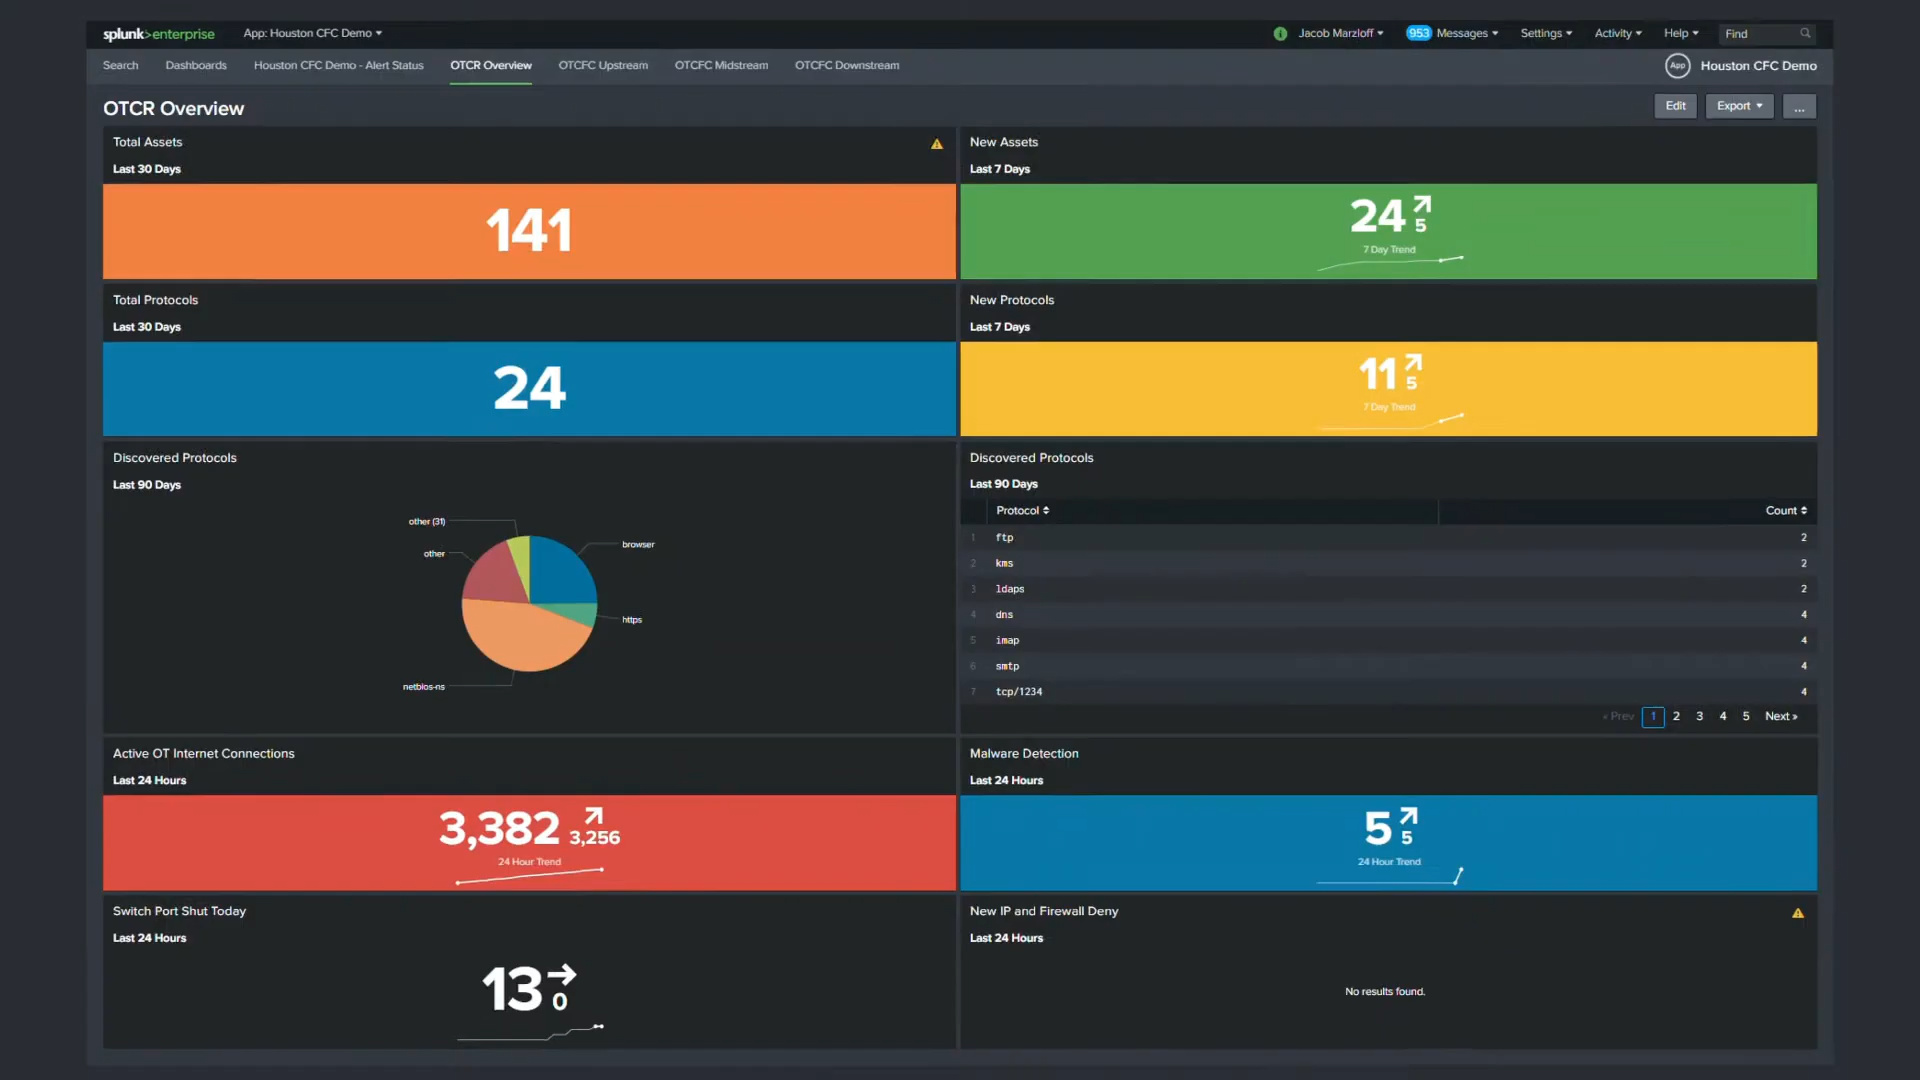 splunk>enterprise App: Houston CFC Demo Jacob Marzloff 953 Messages Settings Activity Help Find
Search Dashboards Houston CFC Demo - Alert Status OTCR Overview OTCFC Upstream OTCFC Midstream OTCFC Downstream App Houston CFC Demo
OTCR Overview Edit Export ...
Total Assets
Last 30 Days
141
New Assets
Last 7 Days
24 5
7 Day Trend
Total Protocols
Last 30 Days
24
New Protocols
Last 7 Days
11 5
7 Day Trend
Discovered Protocols
Last 90 Days
other (31)
browser
other
https
netbios-ns
Discovered Protocols
Last 90 Days
Protocol Count
1 ftp 2
2 kms 2
3 ldaps 2
4 dns 4
5 imap 4
6 smtp 4
7 tcp/1234 4
« Prev 1 2 3 4 5 Next »
Active OT Internet Connections
Last 24 Hours
3,382 3,256
24 Hour Trend
Malware Detection
Last 24 Hours
5 5
24 Hour Trend
Switch Port Shut Today
Last 24 Hours
13 0
New IP and Firewall Deny
Last 24 Hours
No results found.